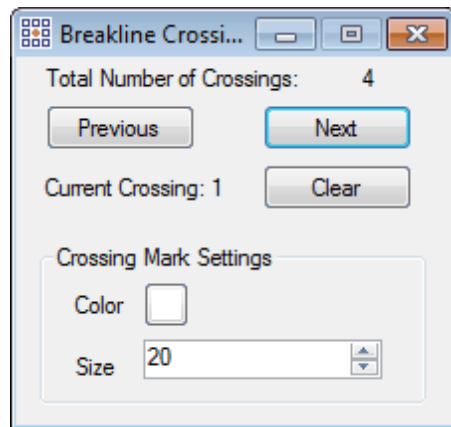 Breakline Crossi...
Total Number of Crossings: 4
Previous Next
Current Crossing: 1 Clear
Crossing Mark Settings
Color
Size 20